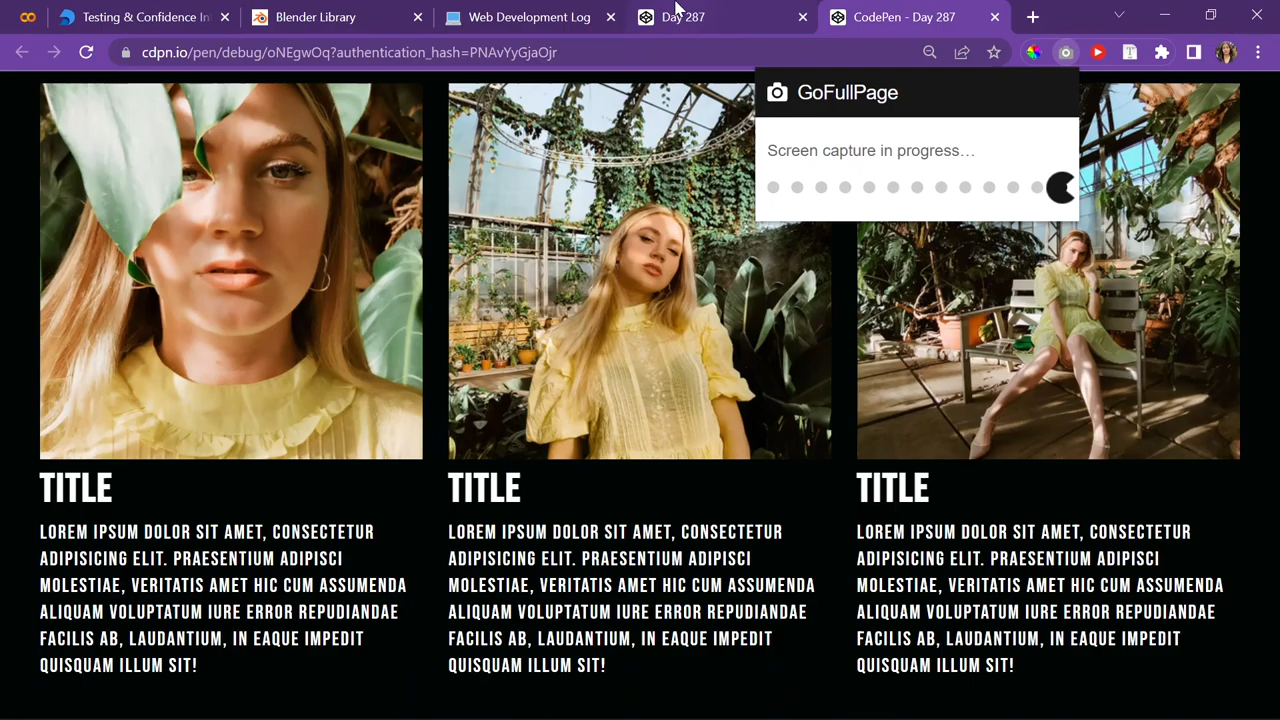 Testing & Confidence In
Blender Library
Web Development Log
Day 287
CodePen - Day 287
cdpn.io/pen/debug/oNEgwOq?authentication_hash=PNAvYyGjaOjr
GoFullPage
Screen capture in progress…
TITLE
LOREM IPSUM DOLOR SIT AMET, CONSECTETUR
ADIPISICING ELIT. PRAESENTIUM ADIPISCI
MOLESTIAE, VERITATIS AMET HIC CUM ASSUMENDA
ALIQUAM VOLUPTATUM IURE ERROR REPUDIANDAE
FACILIS AB, LAUDANTIUM, IN EAQUE IMPEDIT
QUISQUAM ILLUM SIT!
TITLE
LOREM IPSUM DOLOR SIT AMET, CONSECTETUR
ADIPISICING ELIT. PRAESENTIUM ADIPISCI
MOLESTIAE, VERITATIS AMET HIC CUM ASSUMENDA
ALIQUAM VOLUPTATUM IURE ERROR REPUDIANDAE
FACILIS AB, LAUDANTIUM, IN EAQUE IMPEDIT
QUISQUAM ILLUM SIT!
TITLE
LOREM IPSUM DOLOR SIT AMET, CONSECTETUR
ADIPISICING ELIT. PRAESENTIUM ADIPISCI
MOLESTIAE, VERITATIS AMET HIC CUM ASSUMENDA
ALIQUAM VOLUPTATUM IURE ERROR REPUDIANDAE
FACILIS AB, LAUDANTIUM, IN EAQUE IMPEDIT
QUISQUAM ILLUM SIT!